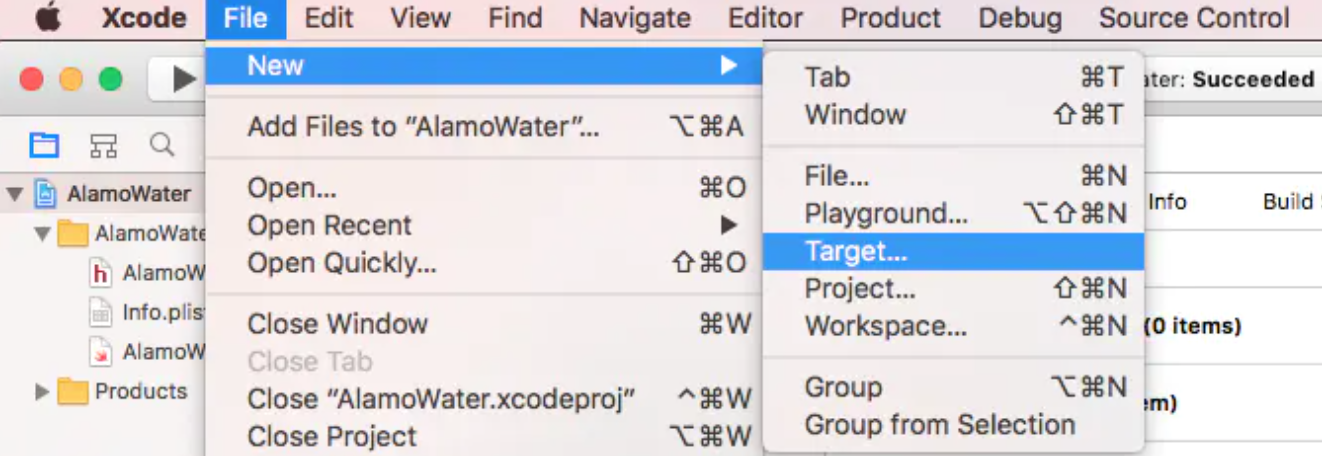 Xcode File Edit View Find Navigate Editor Product Debug Source Control
New
Tab ⌘T
Window ⇧⌘T
File... ⌘N
Playground... ⌥⇧⌘N
Target...
Project... ⇧⌘N
Workspace... ^⌘N
Group ⌥⌘N
Group from Selection
Add Files to “AlamoWater”... ⌥⌘A
Open... ⌘O
Open Recent
Open Quickly... ⇧⌘O
Close Window ⌘W
Close Tab
Close “AlamoWater.xcodeproj” ^⌘W
Close Project ⌥⌘W
AlamoWater
AlamoWate
h AlamoW
Info.plis
AlamoW
Products
ater: Succeeded
Info Build
(0 items)
em)